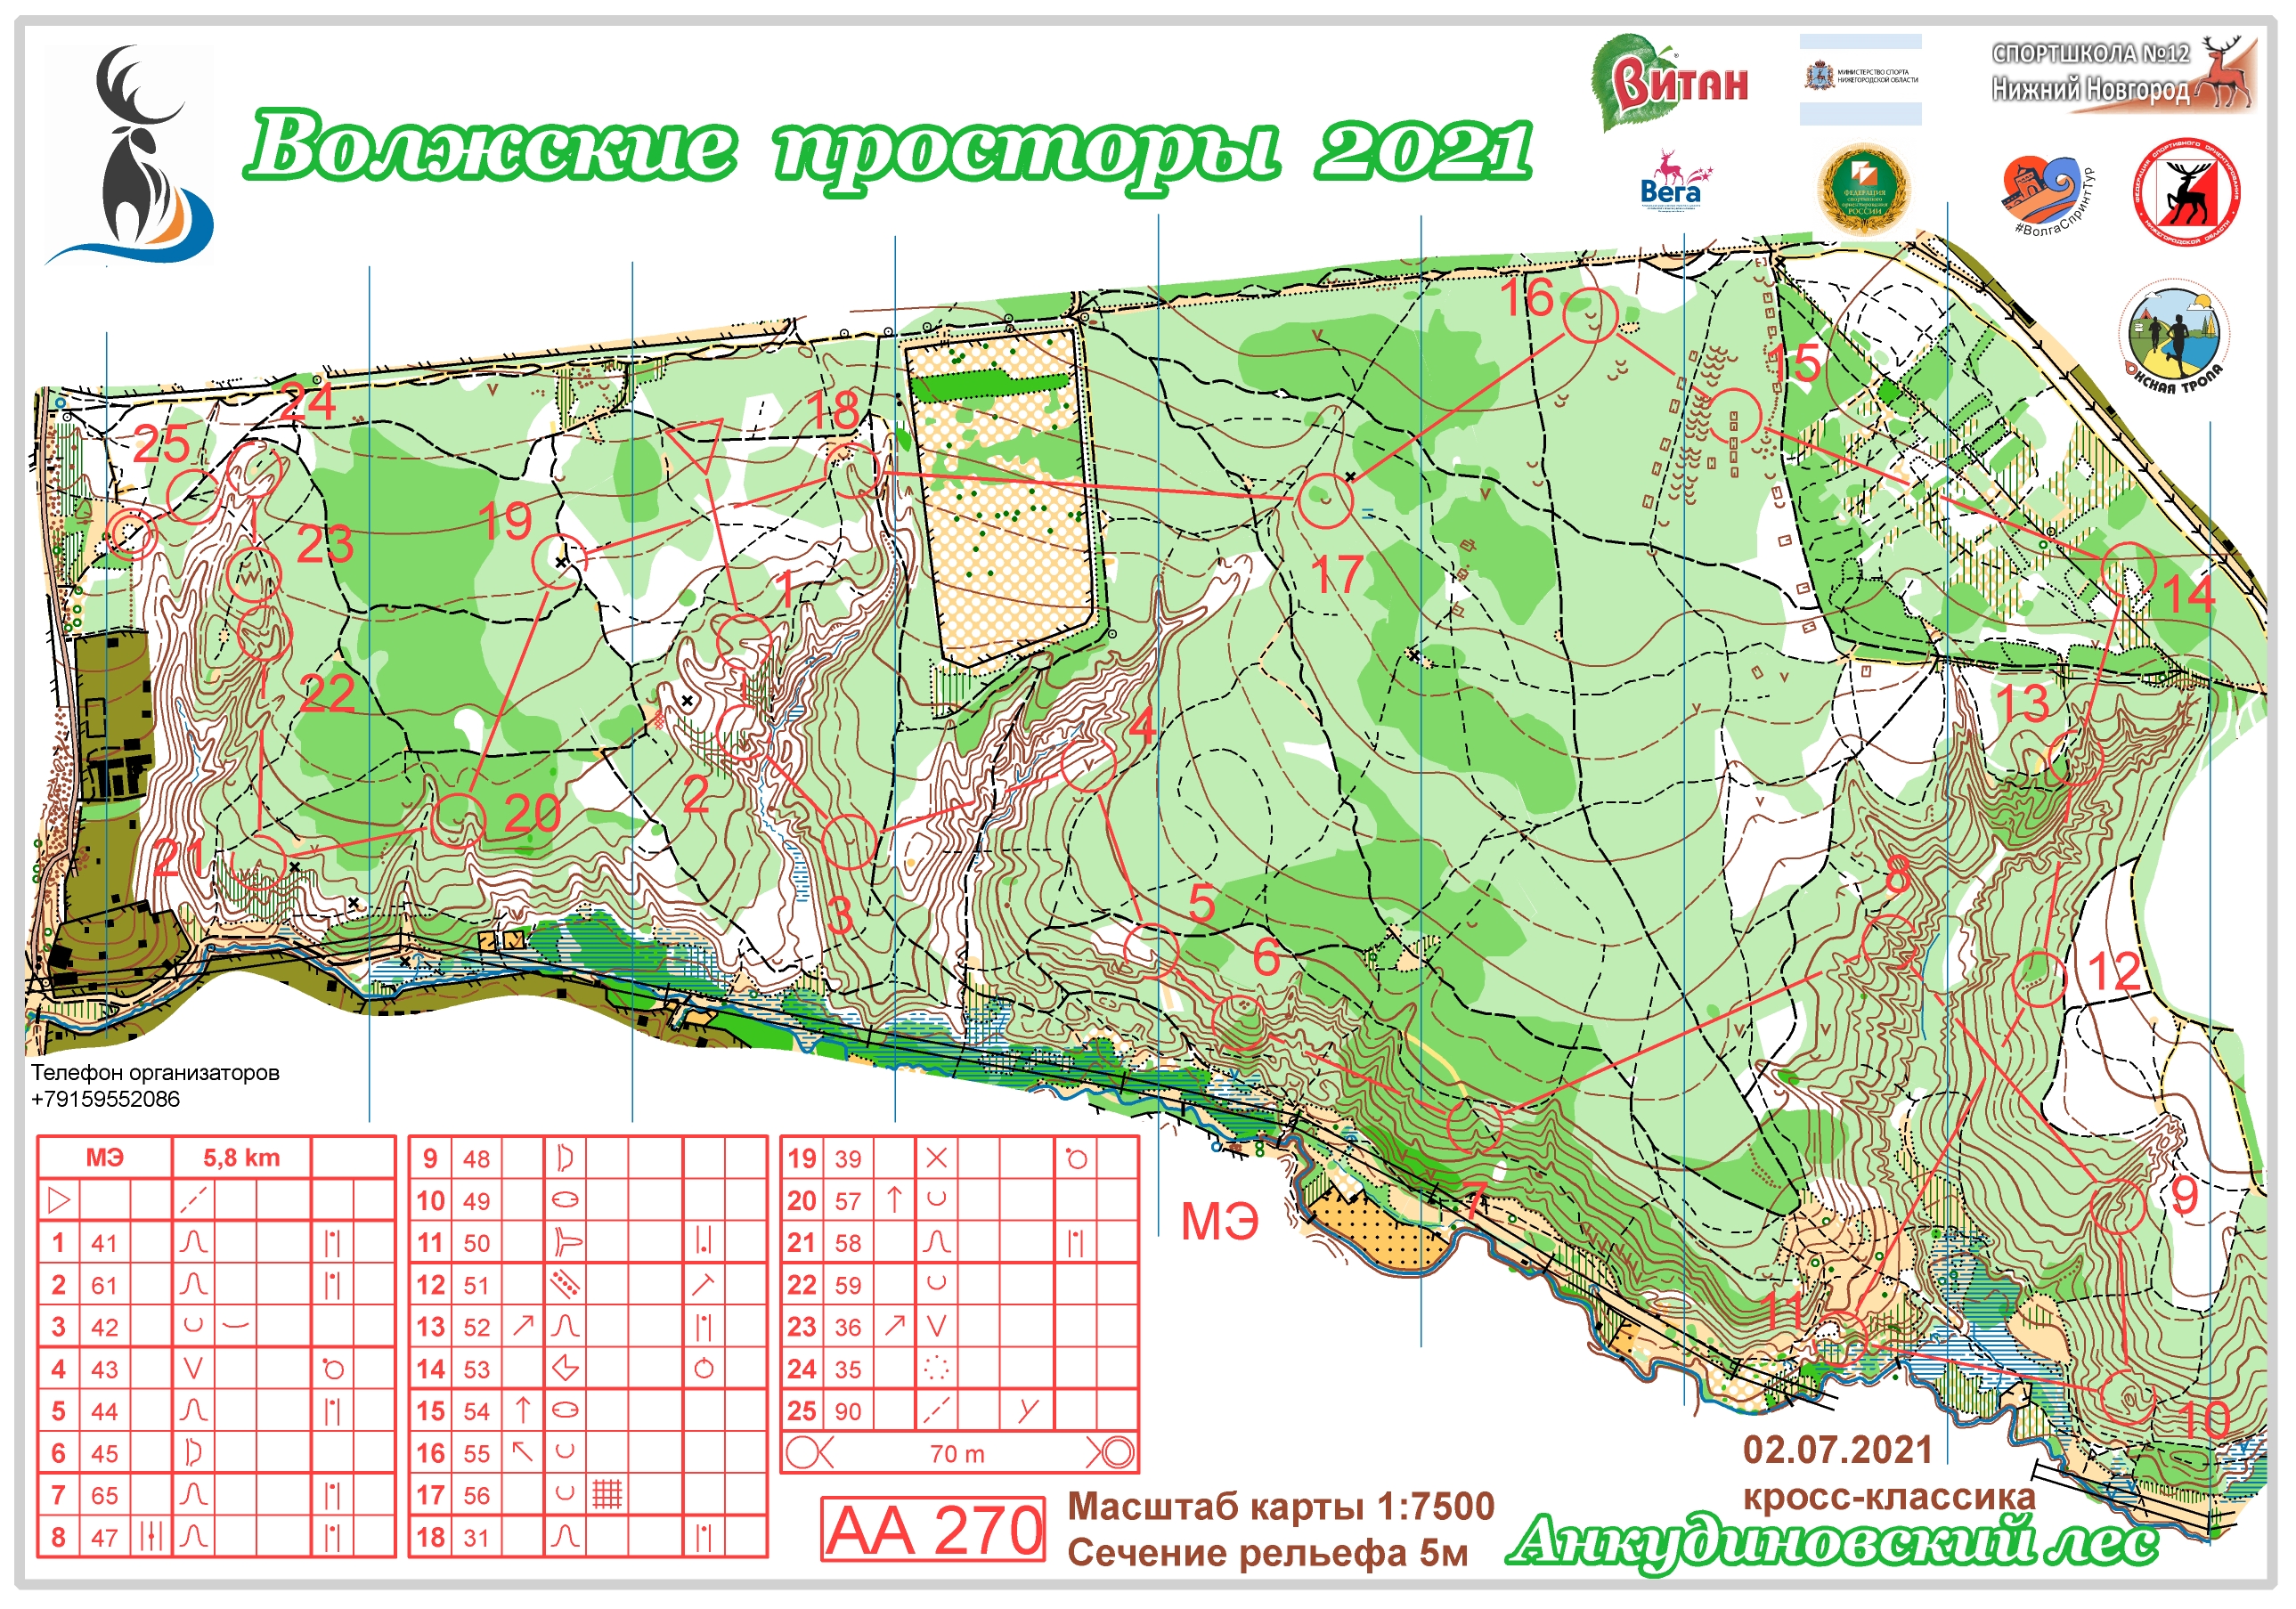 Волжские просторы 2021
ВИТАН
МИНИСТЕРСТВО СПОРТА
НИЖЕГОРОДСКОЙ ОБЛАСТИ
СПОРТШКОЛА №12
Нижний Новгород
Вега
ФЕДЕРАЦИЯ
спортивного
ориентирования
РОССИИ
#ВолгаСпринтТур
ФЕДЕРАЦИЯ СПОРТИВНОГО ОРИЕНТИРОВАНИЯ
НИЖЕГОРОДСКОЙ ОБЛАСТИ
ОКСКАЯ ТРОПА
16
15
24
18
25
19
23
17
1
14
22
13
4
2
20
21
8
5
3
6
12
9
7
МЭ
11
10
Телефон организаторов
+79159552086
МЭ 5,8 km
1 41
2 61
3 42
4 43
5 44
6 45
7 65
8 47
9 48
10 49
11 50
12 51
13 52
14 53
15 54
16 55
17 56
18 31
19 39
20 57
21 58
22 59
23 36
24 35
25 90
70 m
АА 270
Масштаб карты 1:7500
Сечение рельефа 5м
02.07.2021
кросс-классика
Анкудиновский лес